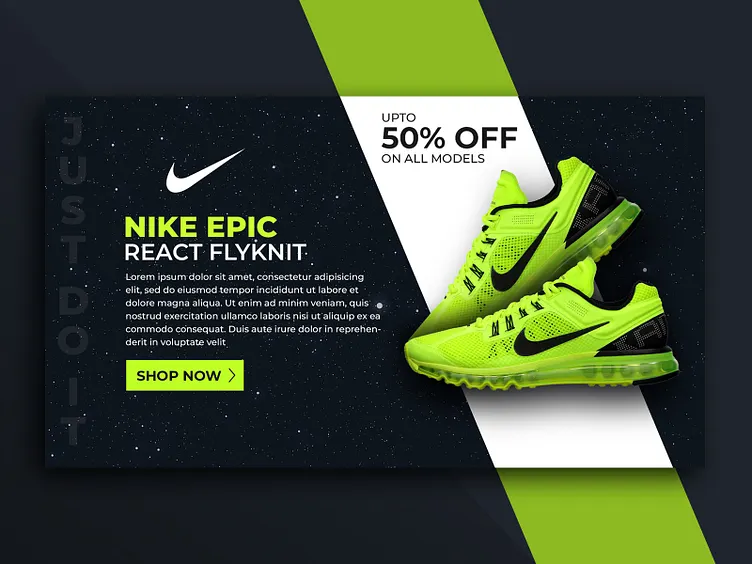 JUST DO IT
UPTO
50% OFF
ON ALL MODELS
NIKE EPIC
REACT FLYKNIT
Lorem ipsum dolor sit amet, consectetur adipisicing
elit, sed do eiusmod tempor incididunt ut labore et
dolore magna aliqua. Ut enim ad minim veniam, quis
nostrud exercitation ullamco laboris nisi ut aliquip ex ea
commodo consequat. Duis aute irure dolor in reprehen-
derit in voluptate velit
SHOP NOW